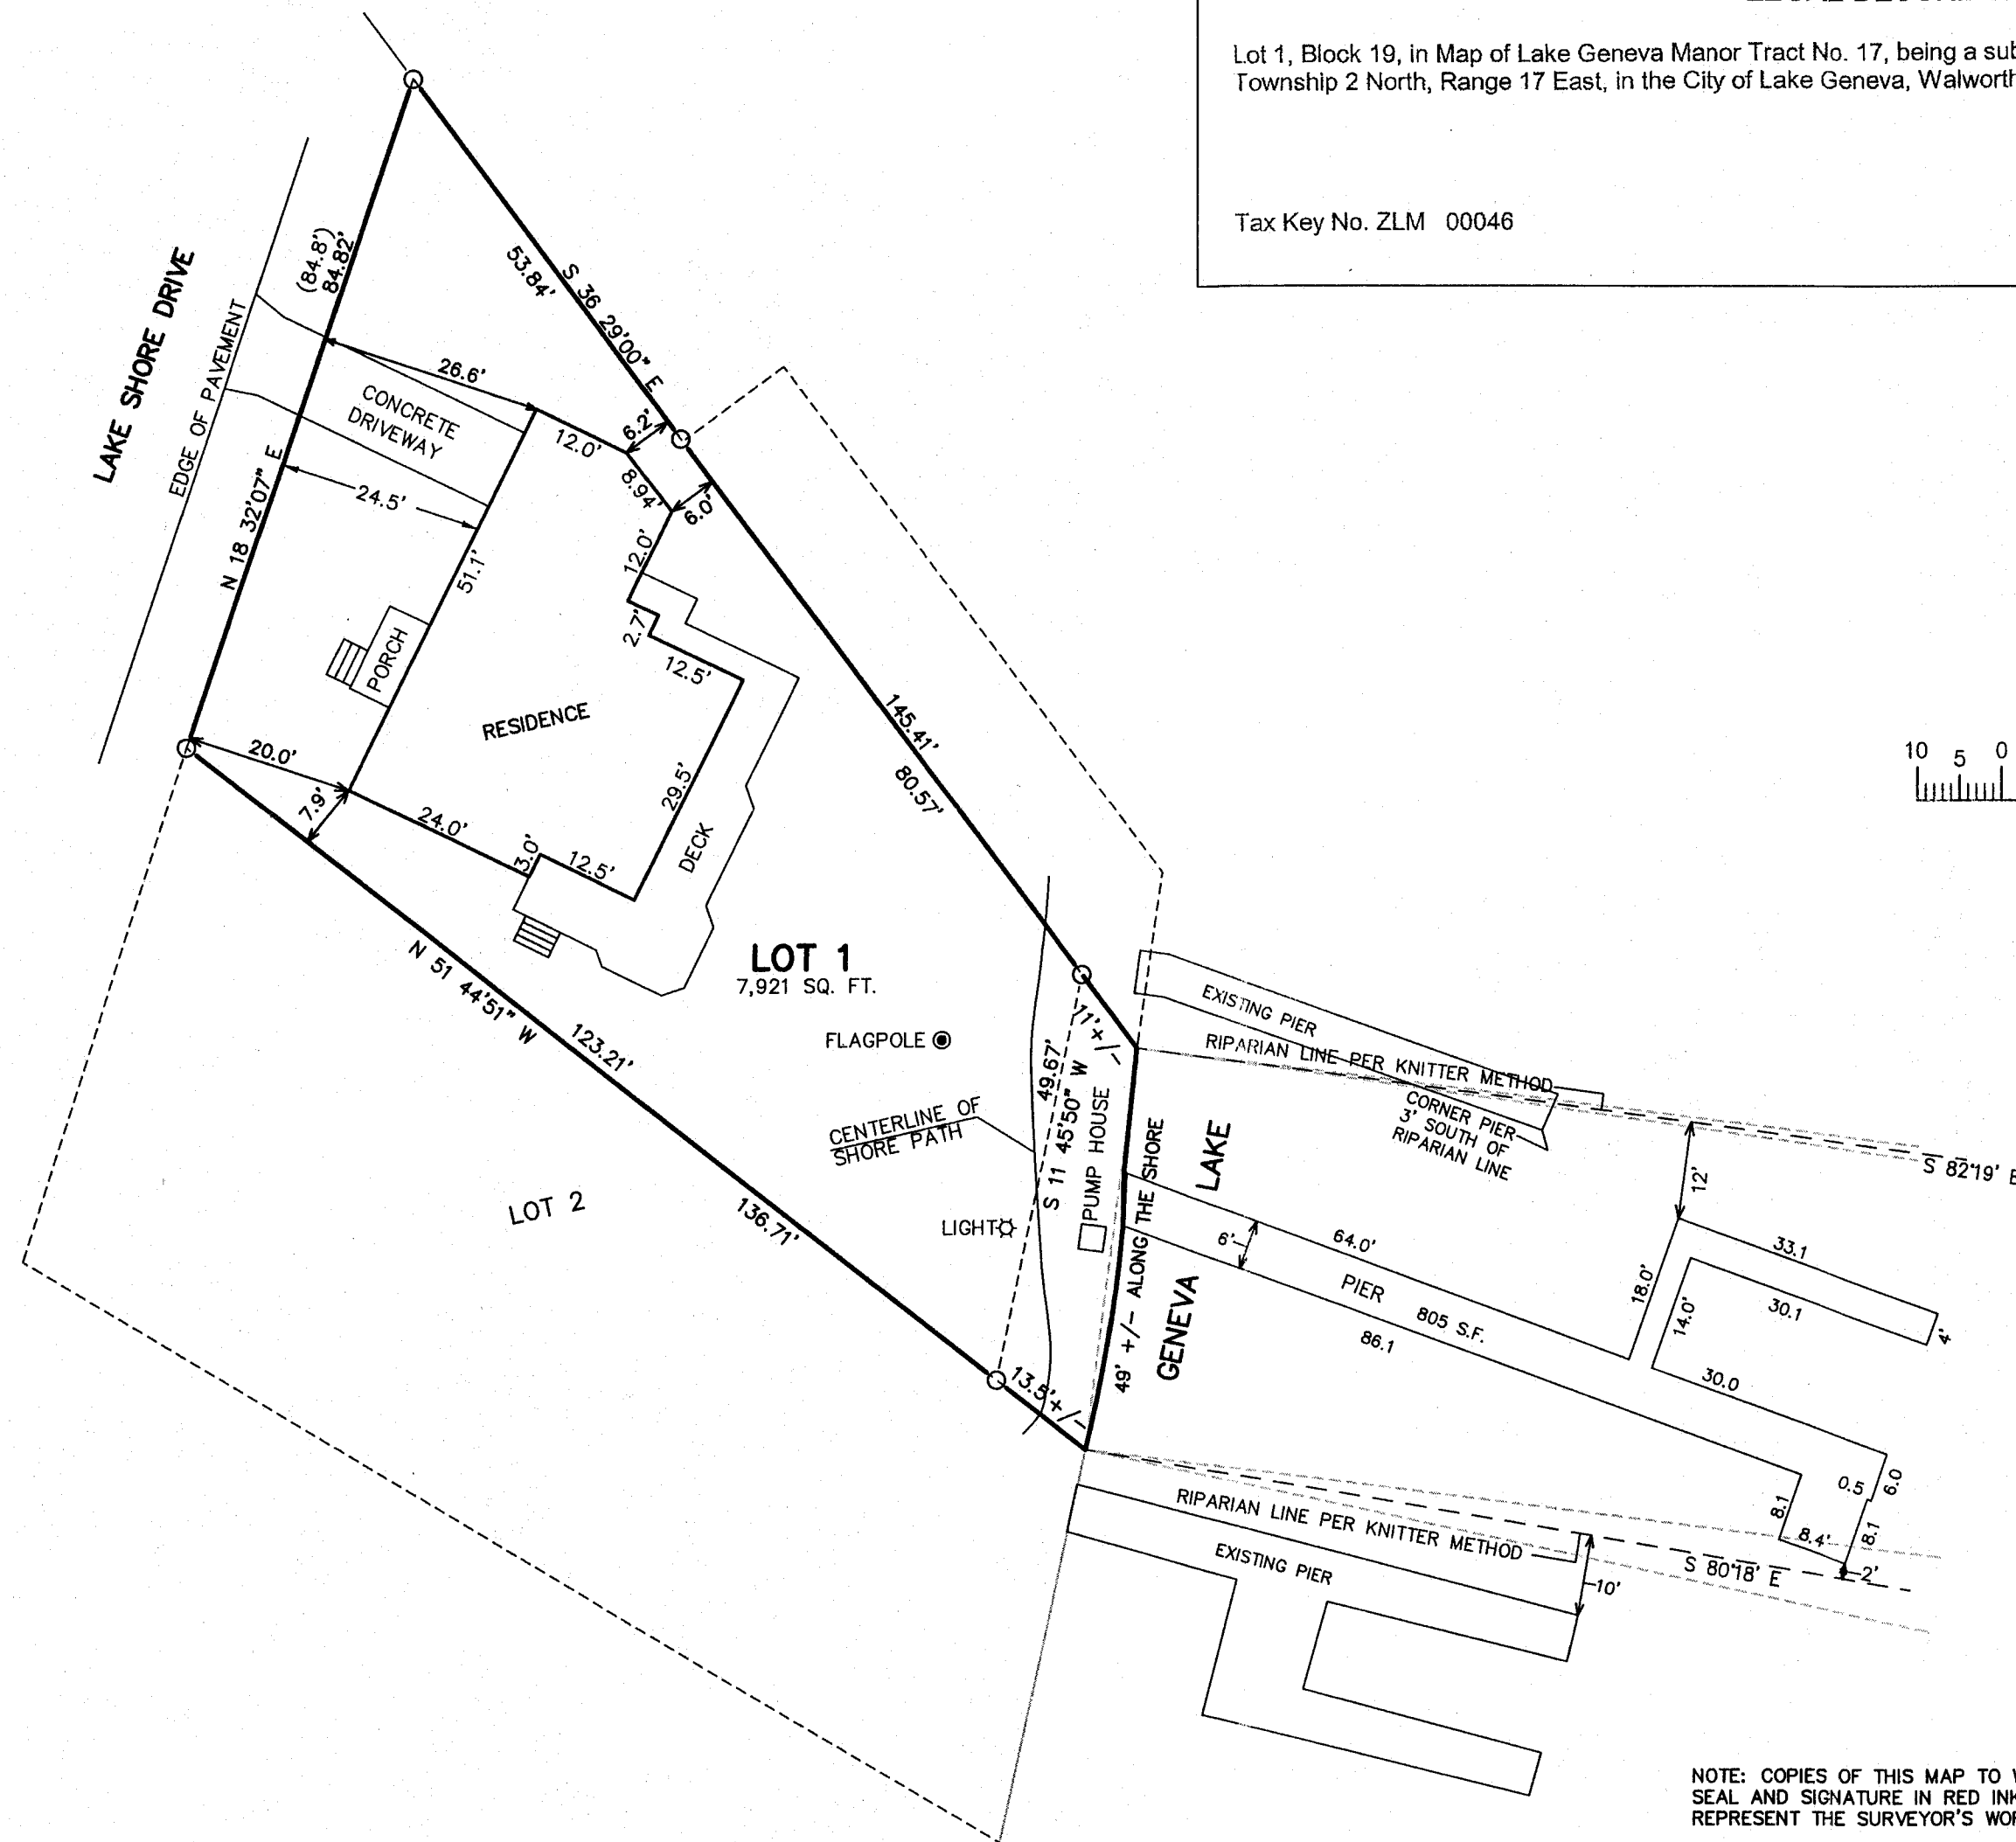 Lot 1, Block 19, in Map of Lake Geneva Manor Tract No. 17, being a sub
Township 2 North, Range 17 East, in the City of Lake Geneva, Walworth
Tax Key No. ZLM 00046
LAKE SHORE DRIVE
EDGE OF PAVEMENT
(84.8')
84.82'
N 18 32'07" E
53.84'
S 36 29'00" E
26.6'
CONCRETE
DRIVEWAY
12.0'
6.2'
8.94'
6.0'
24.5'
51.1'
12.0'
2.7'
12.5'
PORCH
RESIDENCE
145.41'
80.57'
20.0'
7.9'
24.0'
3.0'
12.5'
29.5'
DECK
10 5 0
LOT 1
7,921 SQ. FT.
N 51 44'51" W
123.21'
136.71'
FLAGPOLE
CENTERLINE OF
SHORE PATH
LIGHT
LOT 2
11'+/-
49.67'
S 11 45'50" W
PUMP HOUSE
13.5'+/-
49' +/- ALONG THE SHORE
LAKE
GENEVA
EXISTING PIER
RIPARIAN LINE PER KNITTER METHOD
CORNER PIER
3' SOUTH OF
RIPARIAN LINE
S 82°19' E
12'
6'
64.0'
PIER 805 S.F.
86.1
18.0'
33.1
14.0'
30.1
4'
30.0
0.5
6.0
8.1
8.4'
8.1
2'
RIPARIAN LINE PER KNITTER METHOD
S 80°18' E
EXISTING PIER
10'
NOTE: COPIES OF THIS MAP TO W
SEAL AND SIGNATURE IN RED INK
REPRESENT THE SURVEYOR'S WOR